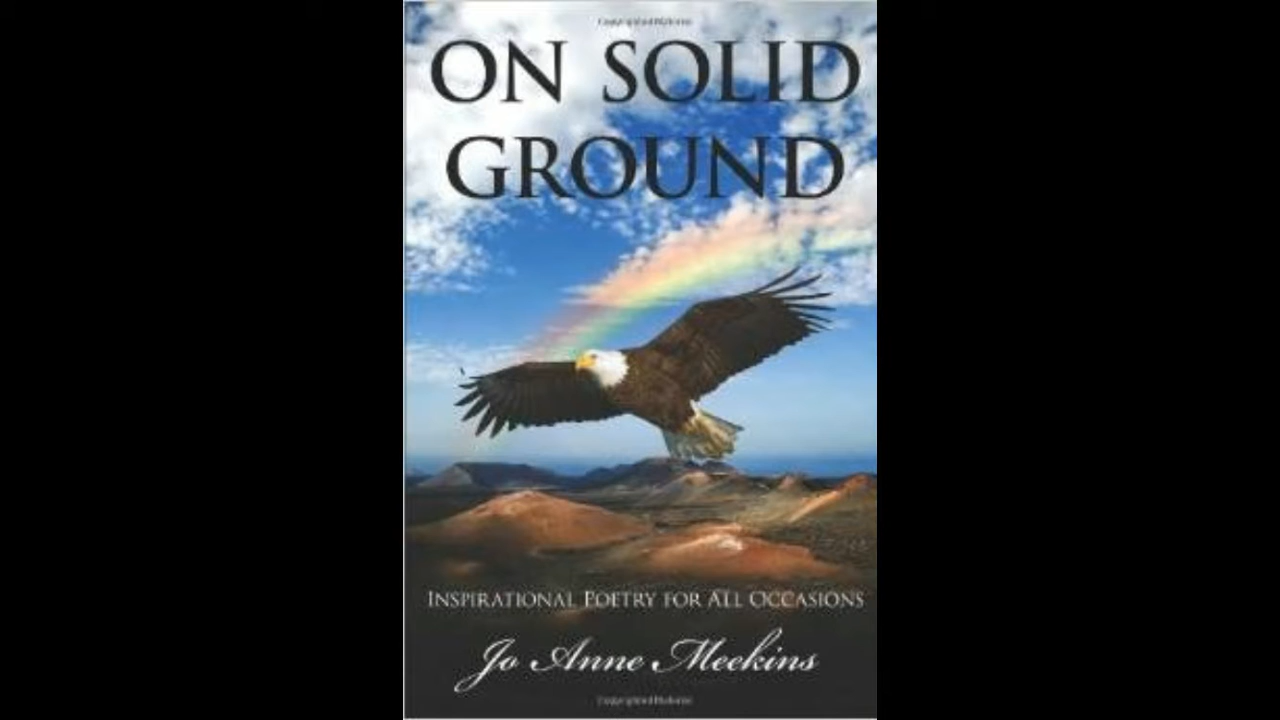 ON SOLID
GROUND
INSPIRATIONAL POETRY FOR ALL OCCASIONS
Jo Anne Meekins